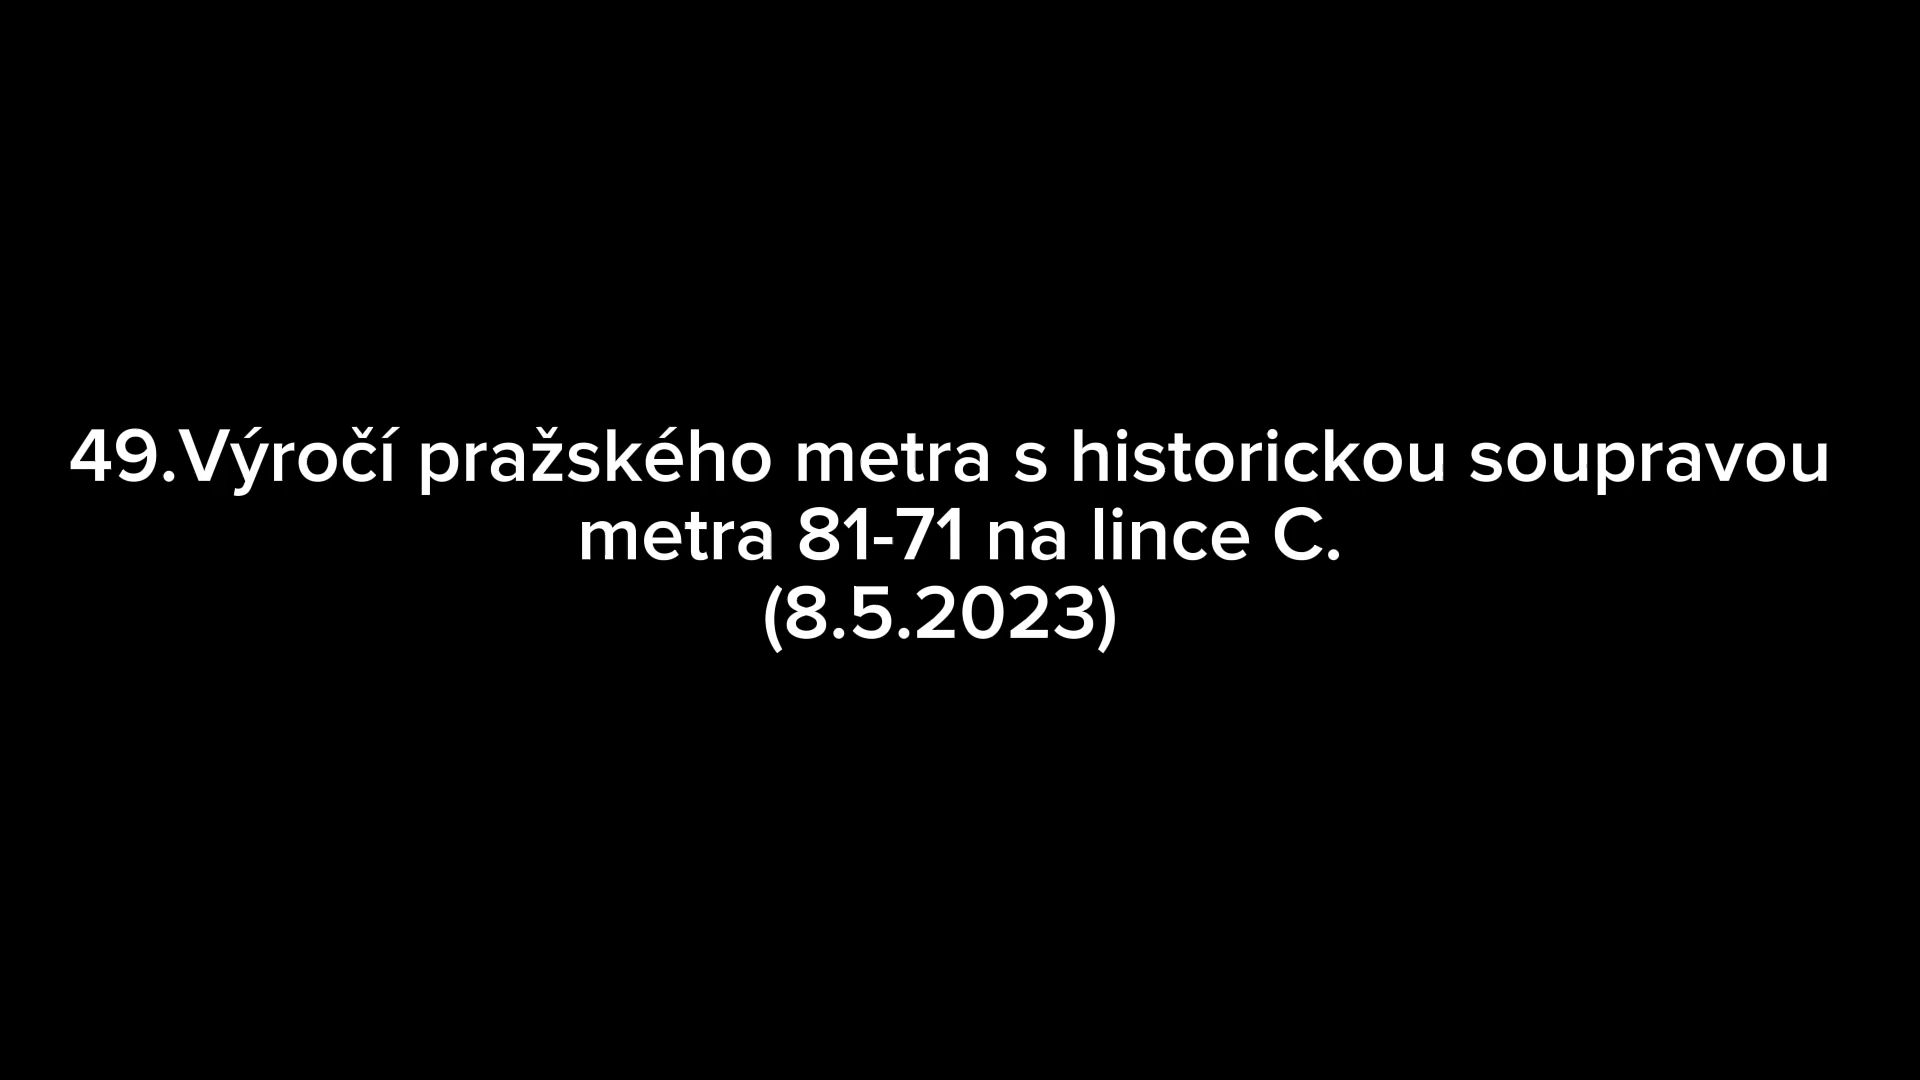 49.Výročí pražského metra s historickou soupravou
metra 81-71 na lince C.
(8.5.2023)